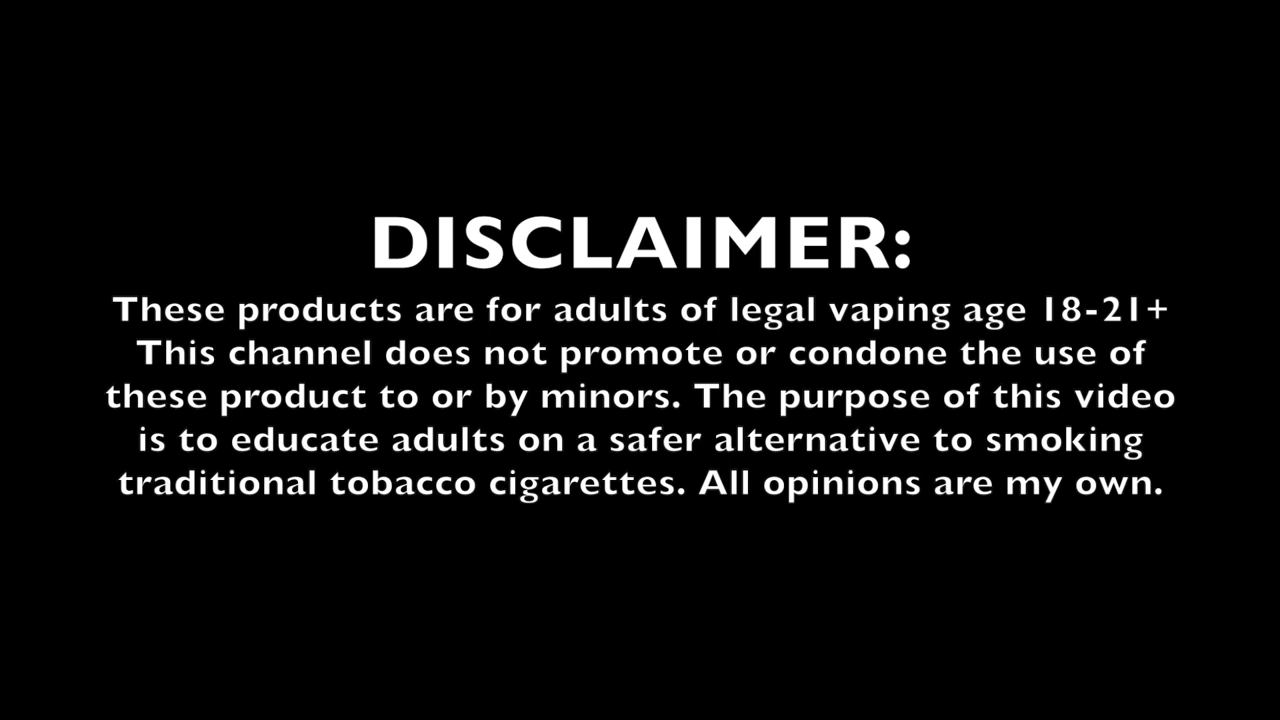 DISCLAIMER:
These products are for adults of legal vaping age 18-21+
This channel does not promote or condone the use of
these product to or by minors. The purpose of this video
is to educate adults on a safer alternative to smoking
traditional tobacco cigarettes. All opinions are my own.